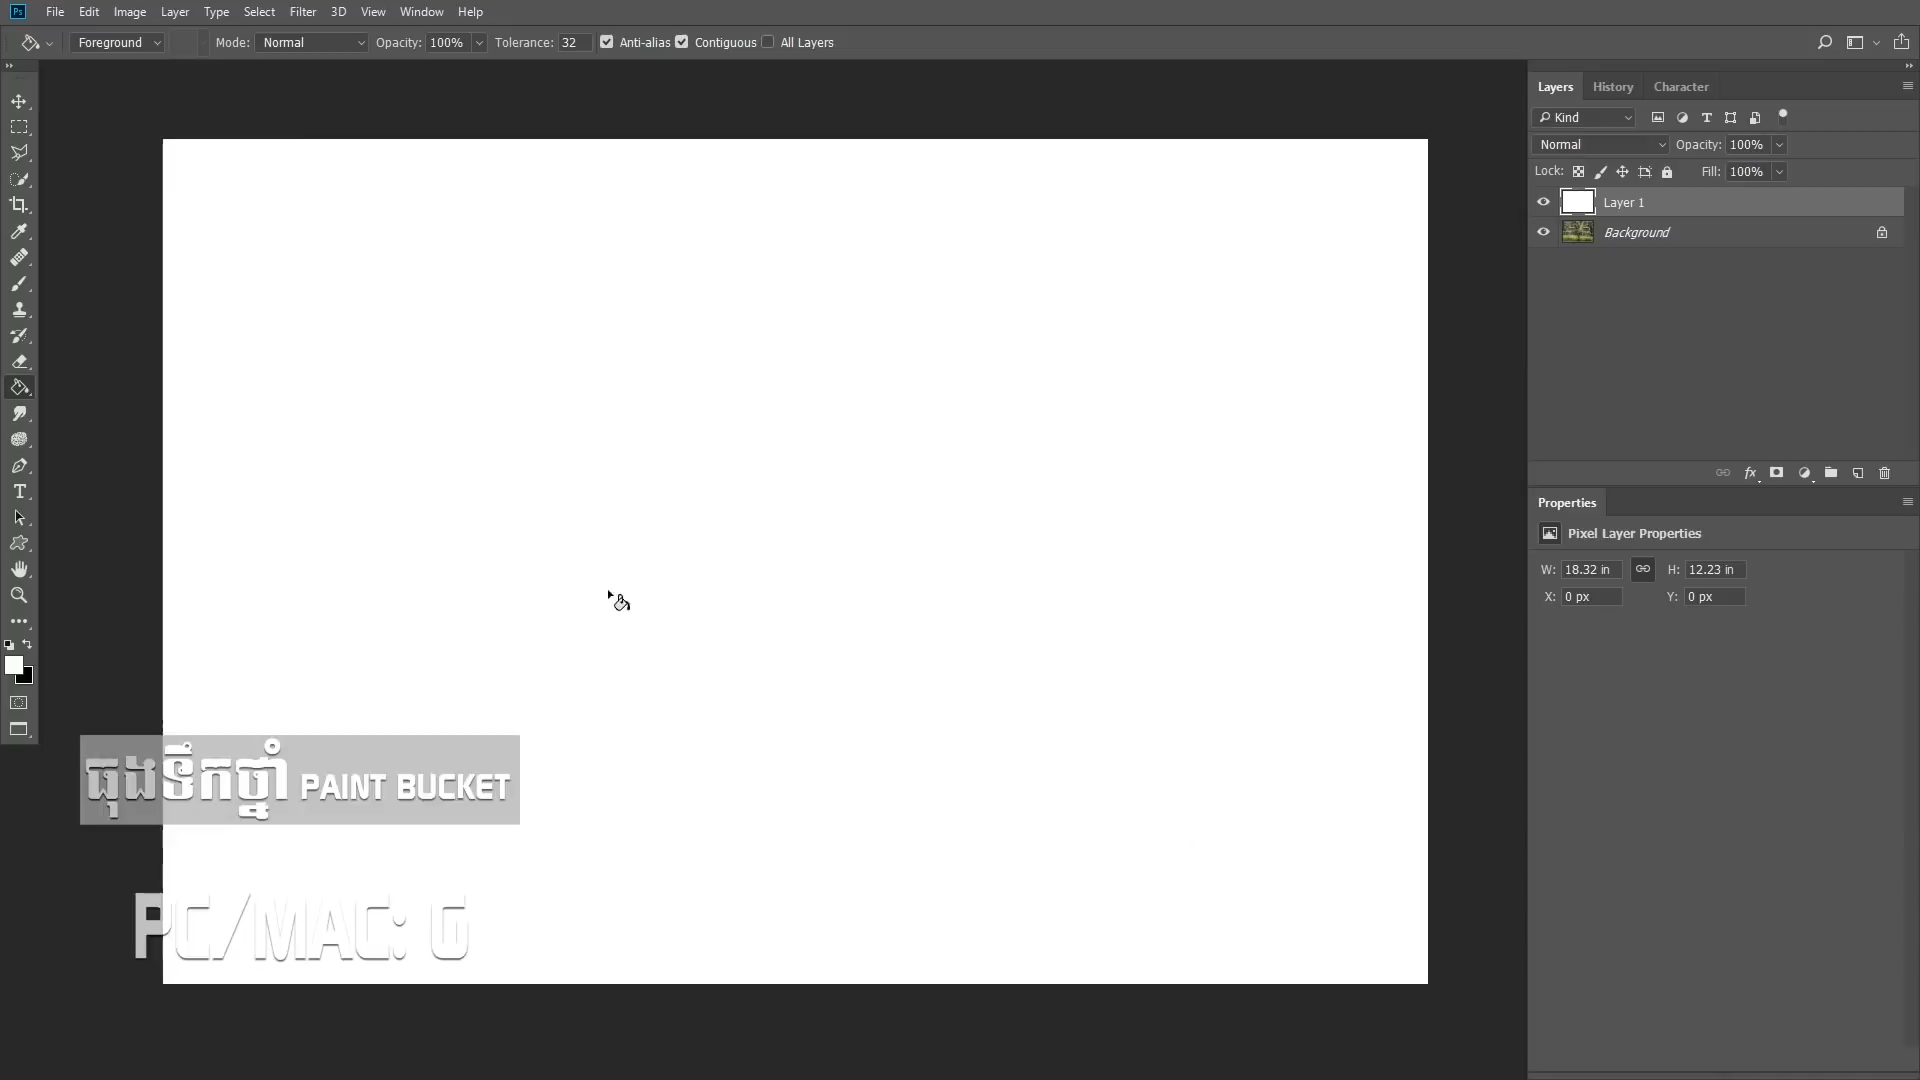 Ps File Edit Image Layer Type Select Filter 3D View Window Help
Foreground Mode: Normal Opacity: 100% Tolerance: 32 Anti-alias Contiguous All Layers
Layers History Character
Kind
Normal Opacity: 100%
Lock: Fill: 100%
Layer 1
Background
fx
Properties
Pixel Layer Properties
W: 18.32 in H: 12.23 in
X: 0 px Y: 0 px
ធុងទឹកថ្នាំ PAINT BUCKET
PC/MAC: G